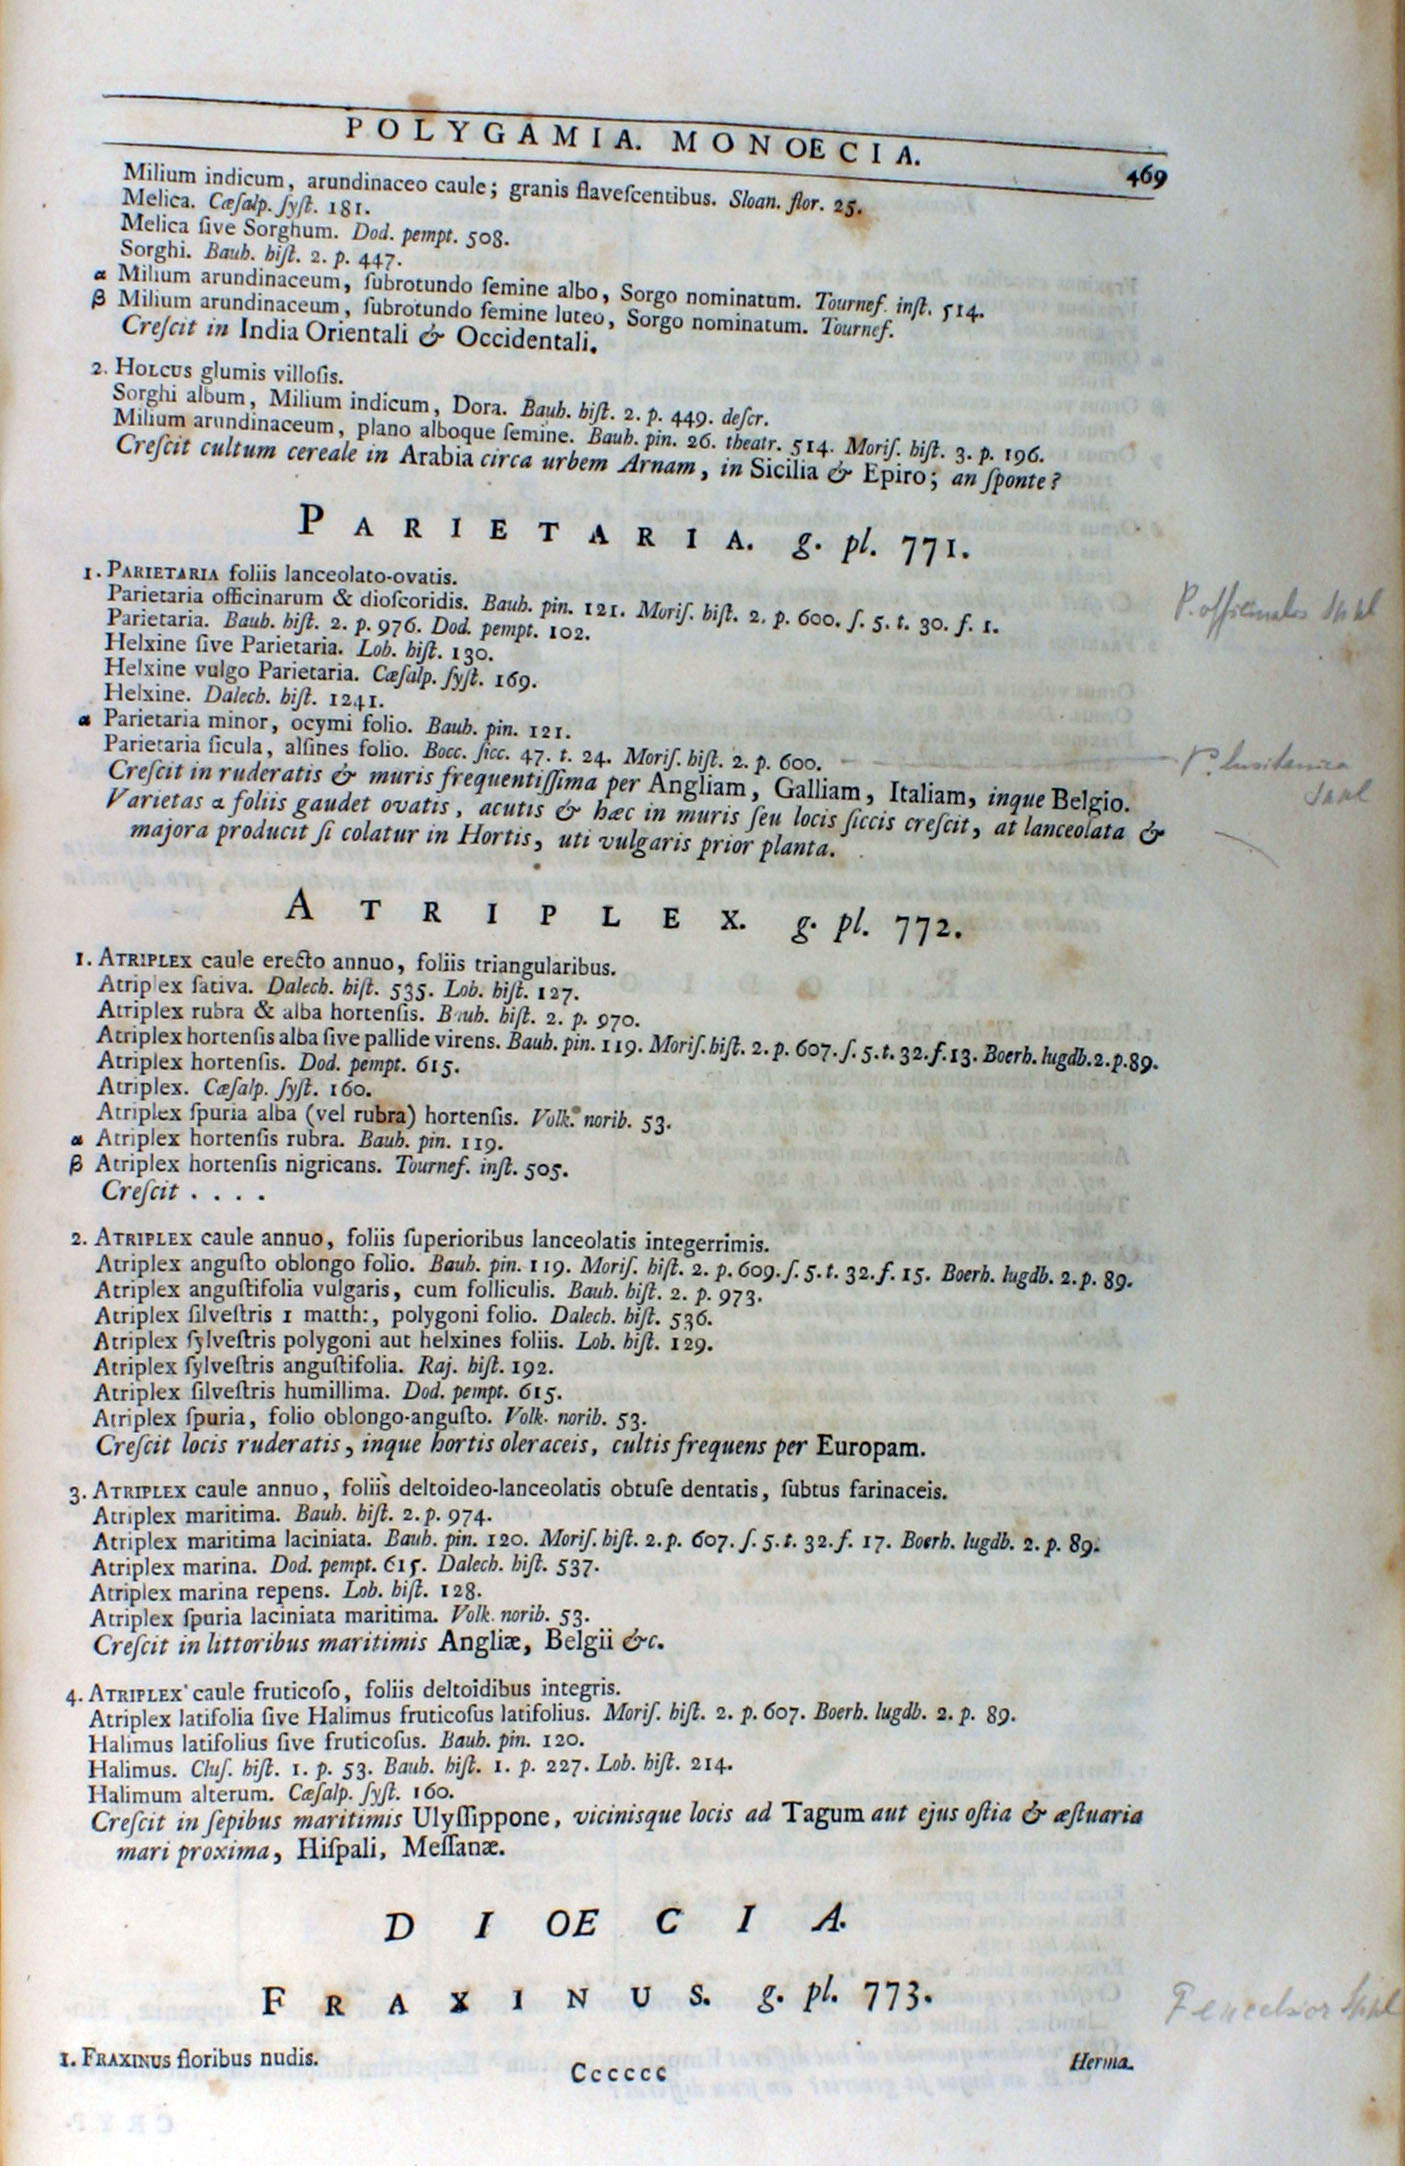 POLYGAMIA. MONOECIA.
469
Milium indicum, arundinaceo caule; granis flaveſcentibus. Sloan. flor. 25.
Melica. Cæſalp. ſyſt. 181.
Melica ſive Sorghum. Dod. pempt. 508.
Sorghi. Bauh. hiſt. 2. p. 447.
α Milium arundinaceum, ſubrotundo ſemine albo, Sorgo nominatum. Tournef. inſt. 514.
β Milium arundinaceum, ſubrotundo ſemine luteo, Sorgo nominatum. Tournef.
Creſcit in India Orientali & Occidentali.
2. HOLCUS glumis villoſis.
Sorghi album, Milium indicum, Dora. Bauh. hiſt. 2. p. 449. deſcr.
Milium arundinaceum, plano alboque ſemine. Bauh. pin. 26. theatr. 514. Moriſ. hiſt. 3. p. 196.
Creſcit cultum cereale in Arabia circa urbem Arnam, in Sicilia & Epiro; an ſponte?
PARIETARIA. g. pl. 771.
1. PARIETARIA foliis lanceolato-ovatis.
Parietaria officinarum & dioſcoridis. Bauh. pin. 121. Moriſ. hiſt. 2. p. 600. ſ. 5. t. 30. f. 1.
P. officinalis Sp pl
Parietaria. Bauh. hiſt. 2. p. 976. Dod. pempt. 102.
Helxine ſive Parietaria. Lob. hiſt. 130.
Helxine vulgo Parietaria. Cæſalp. ſyſt. 169.
Helxine. Dalech. hiſt. 1241.
α Parietaria minor, ocymi folio. Bauh. pin. 121.
Parietaria ſicula, alſines folio. Bocc. ſicc. 47. t. 24. Moriſ. hiſt. 2. p. 600.
P. lusitanica
Sp pl
Creſcit in ruderatis & muris frequentiſſima per Angliam, Galliam, Italiam, inque Belgio.
Varietas α foliis gaudet ovatis, acutis & hæc in muris ſeu locis ſiccis creſcit, at lanceolata &
majora producit ſi colatur in Hortis, uti vulgaris prior planta.
ATRIPLEX. g. pl. 772.
1. ATRIPLEX caule erecto annuo, foliis triangularibus.
Atriplex ſativa. Dalech. hiſt. 535. Lob. hiſt. 127.
Atriplex rubra & alba hortenſis. Bauh. hiſt. 2. p. 970.
Atriplex hortenſis alba ſive pallide virens. Bauh. pin. 119. Moriſ. hiſt. 2. p. 607. ſ. 5. t. 32. f. 13. Boerh. lugdb. 2. p. 89.
Atriplex hortenſis. Dod. pempt. 615.
Atriplex. Cæſalp. ſyſt. 160.
Atriplex ſpuria alba (vel rubra) hortenſis. Volk. norib. 53.
α Atriplex hortenſis rubra. Bauh. pin. 119.
β Atriplex hortenſis nigricans. Tournef. inſt. 505.
Creſcit . . . .
2. ATRIPLEX caule annuo, foliis ſuperioribus lanceolatis integerrimis.
Atriplex anguſto oblongo folio. Bauh. pin. 119. Moriſ. hiſt. 2. p. 609. ſ. 5. t. 32. f. 15. Boerh. lugdb. 2. p. 89.
Atriplex anguſtifolia vulgaris, cum folliculis. Bauh. hiſt. 2. p. 973.
Atriplex ſilveſtris 1 matth:, polygoni folio. Dalech. hiſt. 536.
Atriplex ſylveſtris polygoni aut helxines foliis. Lob. hiſt. 129.
Atriplex ſylveſtris anguſtifolia. Raj. hiſt. 192.
Atriplex ſilveſtris humillima. Dod. pempt. 615.
Atriplex ſpuria, folio oblongo-anguſto. Volk. norib. 53.
Creſcit locis ruderatis, inque hortis oleraceis, cultis frequens per Europam.
3. ATRIPLEX caule annuo, foliis deltoideo-lanceolatis obtuſe dentatis, ſubtus farinaceis.
Atriplex maritima. Bauh. hiſt. 2. p. 974.
Atriplex maritima laciniata. Bauh. pin. 120. Moriſ. hiſt. 2. p. 607. ſ. 5. t. 32. f. 17. Boerh. lugdb. 2. p. 89.
Atriplex marina. Dod. pempt. 615. Dalech. hiſt. 537.
Atriplex marina repens. Lob. hiſt. 128.
Atriplex ſpuria laciniata maritima. Volk. norib. 53.
Creſcit in littoribus maritimis Angliæ, Belgii &c.
4. ATRIPLEX caule fruticoſo, foliis deltoidibus integris.
Atriplex latifolia ſive Halimus fruticoſus latifolius. Moriſ. hiſt. 2. p. 607. Boerh. lugdb. 2. p. 89.
Halimus latifolius ſive fruticoſus. Bauh. pin. 120.
Halimus. Cluſ. hiſt. 1. p. 53. Bauh. hiſt. 1. p. 227. Lob. hiſt. 214.
Halimum alterum. Cæſalp. ſyſt. 160.
Creſcit in ſepibus maritimis Ulyſſippone, vicinisque locis ad Tagum aut ejus oſtia & æſtuaria
mari proxima, Hiſpali, Meſſanæ.
DIOECIA.
FRAXINUS. g. pl. 773.
F excelsior Sp pl
1. FRAXINUS floribus nudis.
Cccccc
Herma.